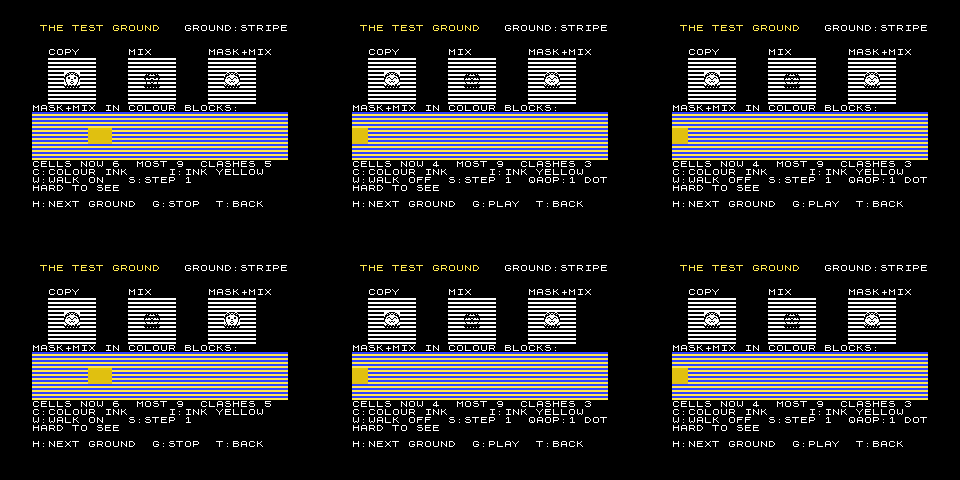 THE TEST GROUND GROUND:STRIPE
COPY MIX MASK+MIX
MASK+MIX IN COLOUR BLOCKS:
CELLS NOW 6 MOST 9 CLASHES 5
C:COLOUR INK I:INK YELLOW
W:WALK ON S:STEP 1
HARD TO SEE
H:NEXT GROUND G:STOP T:BACK
THE TEST GROUND GROUND:STRIPE
COPY MIX MASK+MIX
MASK+MIX IN COLOUR BLOCKS:
CELLS NOW 4 MOST 9 CLASHES 3
C:COLOUR INK I:INK YELLOW
W:WALK OFF S:STEP 1 QAOP:1 DOT
HARD TO SEE
H:NEXT GROUND G:PLAY T:BACK
THE TEST GROUND GROUND:STRIPE
COPY MIX MASK+MIX
MASK+MIX IN COLOUR BLOCKS:
CELLS NOW 4 MOST 9 CLASHES 3
C:COLOUR INK I:INK YELLOW
W:WALK OFF S:STEP 1 QAOP:1 DOT
HARD TO SEE
H:NEXT GROUND G:PLAY T:BACK
THE TEST GROUND GROUND:STRIPE
COPY MIX MASK+MIX
MASK+MIX IN COLOUR BLOCKS:
CELLS NOW 6 MOST 9 CLASHES 5
C:COLOUR INK I:INK YELLOW
W:WALK ON S:STEP 1
HARD TO SEE
H:NEXT GROUND G:STOP T:BACK
THE TEST GROUND GROUND:STRIPE
COPY MIX MASK+MIX
MASK+MIX IN COLOUR BLOCKS:
CELLS NOW 4 MOST 9 CLASHES 3
C:COLOUR INK I:INK YELLOW
W:WALK OFF S:STEP 1 QAOP:1 DOT
HARD TO SEE
H:NEXT GROUND G:PLAY T:BACK
THE TEST GROUND GROUND:STRIPE
COPY MIX MASK+MIX
MASK+MIX IN COLOUR BLOCKS:
CELLS NOW 4 MOST 9 CLASHES 3
C:COLOUR INK I:INK YELLOW
W:WALK OFF S:STEP 1 QAOP:1 DOT
HARD TO SEE
H:NEXT GROUND G:PLAY T:BACK